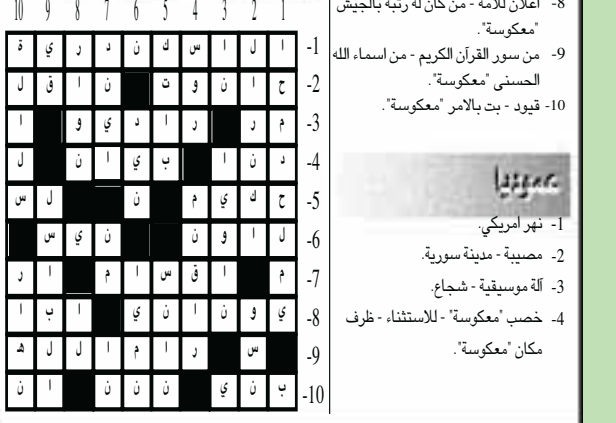 8- اعلان للامة - من كان له رتبة بالجيش
"معكوسة".
9- من سور القرآن الكريم - من اسماء الله
الحسنى "معكوسة".
10- قيود - بت بالامر "معكوسة".
عموديا
1- نهر امريكي.
2- مصيبة - مدينة سورية.
3- آلة موسيقية - شجاع.
4- خصب "معكوسة" - للاستثناء - ظرف
مكان "معكوسة".
1 2 3 4 5 6 7 8 9 10
1- ا ل ا س ك ن د ر ي ة
2- ح ا ن و ت ن ا ق ل
3- م ر ر ا د ي و ا
4- د ن ا ب ي ا ن ل
5- ح ك ي م ن ل س
6- ل ا و ن ن ي س
7- م ا ق س ا م ا ر
8- ي و ن ا ن ي ا ب ا
9- س ر ا م ا ل ل ه
10- ب ن ي ن ن ن ا ن